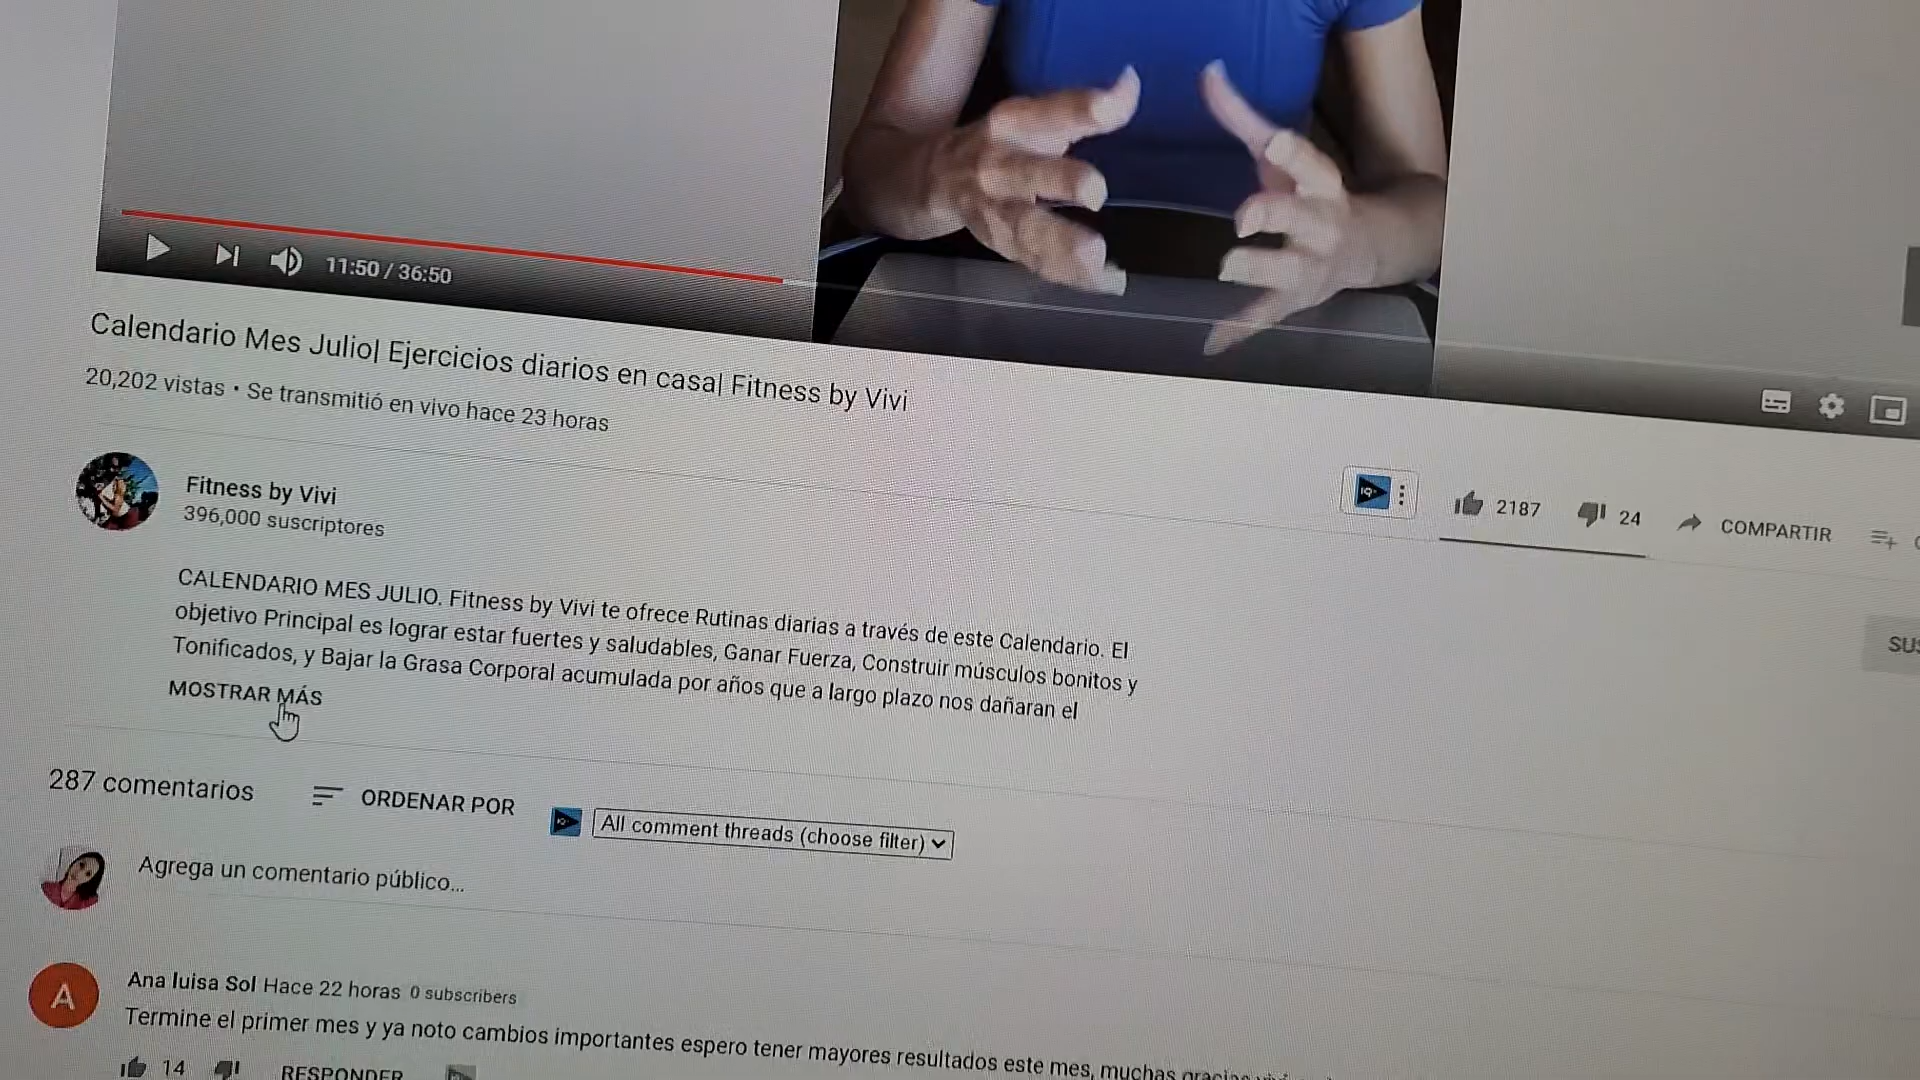 11:50 / 36:50
Calendario Mes Julio| Ejercicios diarios en casa| Fitness by Vivi
20,202 vistas • Se transmitió en vivo hace 23 horas
IQ
2187
24
COMPARTIR
Fitness by Vivi
396,000 suscriptores
CALENDARIO MES JULIO. Fitness by Vivi te ofrece Rutinas diarias a través de este Calendario. El
objetivo Principal es lograr estar fuertes y saludables, Ganar Fuerza, Construir músculos bonitos y
Tonificados, y Bajar la Grasa Corporal acumulada por años que a largo plazo nos dañaran el
MOSTRAR MÁS
287 comentarios
ORDENAR POR
All comment threads (choose filter)
Agrega un comentario público...
A
Ana luisa Sol Hace 22 horas 0 subscribers
Termine el primer mes y ya noto cambios importantes espero tener mayores resultados este mes, muchas gracias
14
RESPONDER